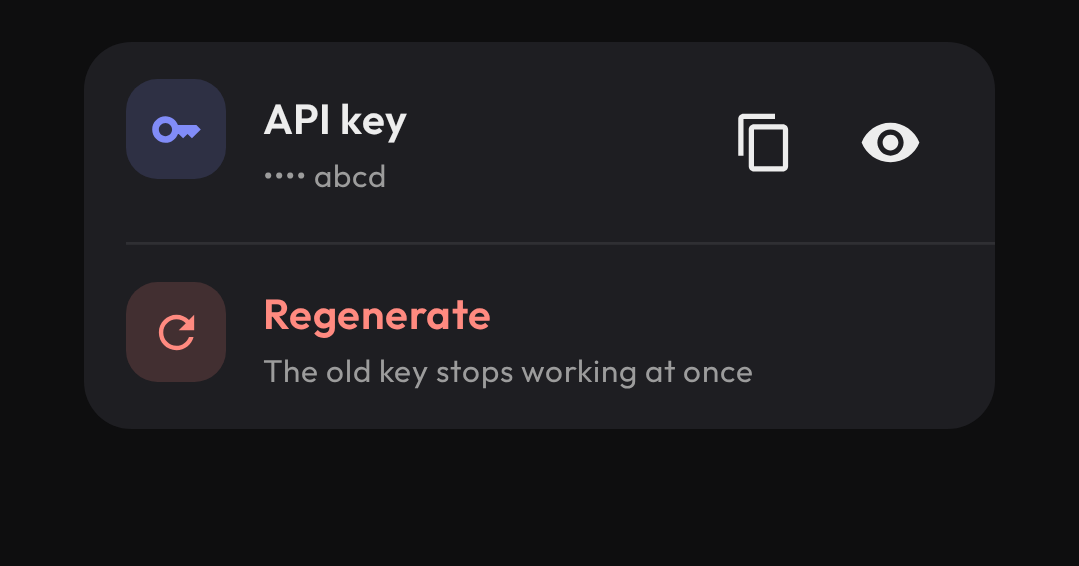 API key
•••• abcd
Regenerate
The old key stops working at once